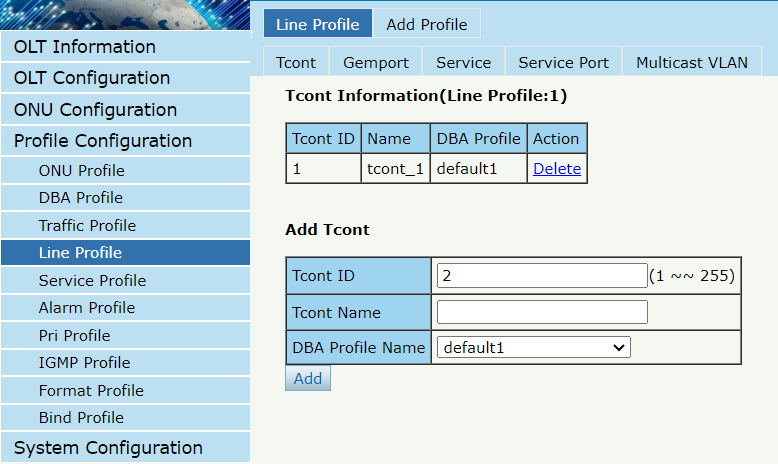 OLT Information
OLT Configuration
ONU Configuration
Profile Configuration
ONU Profile
DBA Profile
Traffic Profile
Line Profile
Service Profile
Alarm Profile
Pri Profile
IGMP Profile
Format Profile
Bind Profile
System Configuration
Line Profile Add Profile
Tcont Gemport Service Service Port Multicast VLAN
Tcont Information(Line Profile:1)
Tcont ID Name DBA Profile Action
1 tcont_1 default1 Delete
Add Tcont
Tcont ID 2 (1 ~~ 255)
Tcont Name
DBA Profile Name default1
Add